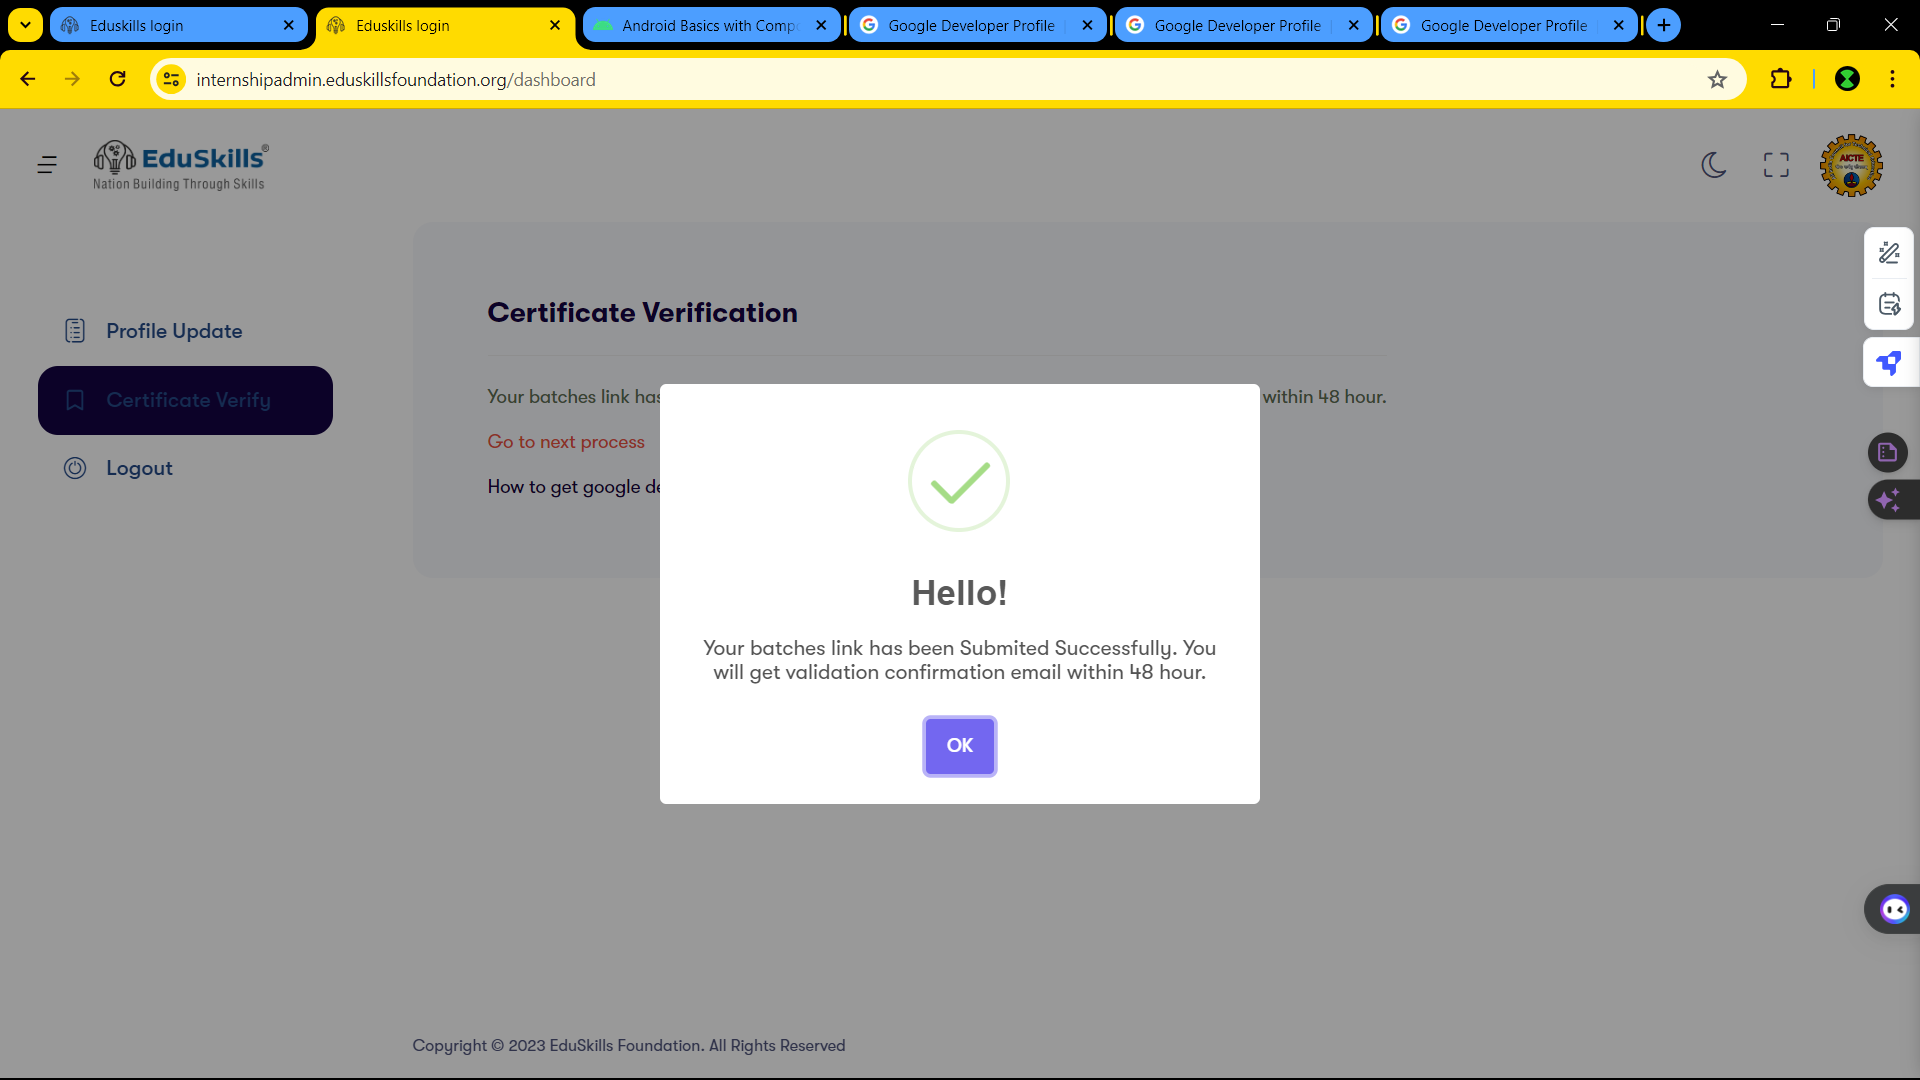 Eduskills login
Eduskills login
Android Basics with Comp
Google Developer Profile
Google Developer Profile
Google Developer Profile
internshipadmin.eduskillsfoundation.org/dashboard
EduSkills®
Nation Building Through Skills
AICTE
Profile Update
Certificate Verify
Logout
Certificate Verification
Your batches link has within 48 hour.
Go to next process
How to get google de
Hello!
Your batches link has been Submited Successfully. You
will get validation confirmation email within 48 hour.
OK
Copyright © 2023 EduSkills Foundation. All Rights Reserved